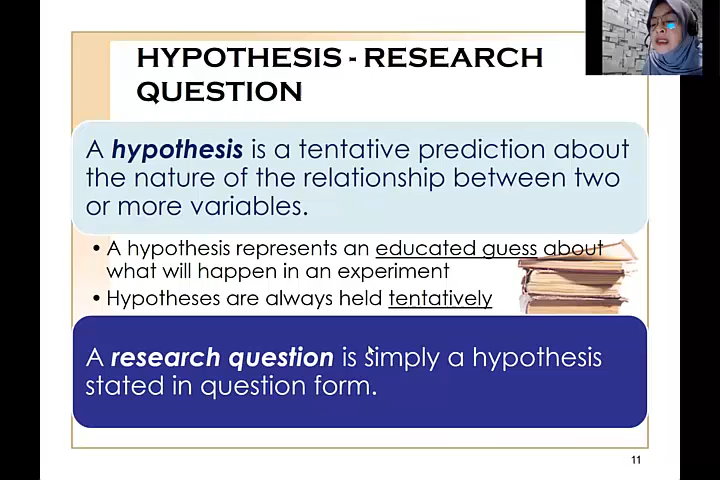 HYPOTHESIS - RESEARCH
QUESTION
A hypothesis is a tentative prediction about
the nature of the relationship between two
or more variables.
• A hypothesis represents an educated guess about
what will happen in an experiment
• Hypotheses are always held tentatively
A research question is simply a hypothesis
stated in question form.
11